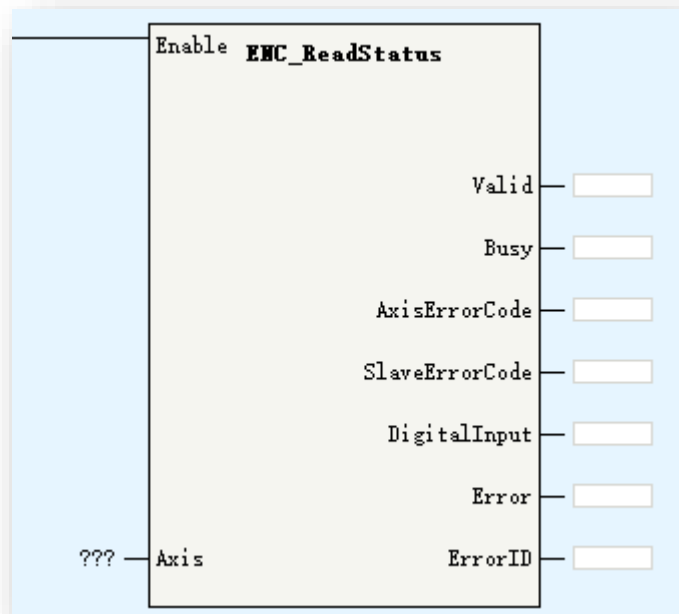 Enable ENC_ReadStatus
Valid
Busy
AxisErrorCode
SlaveErrorCode
DigitalInput
Error
??? Axis ErrorID